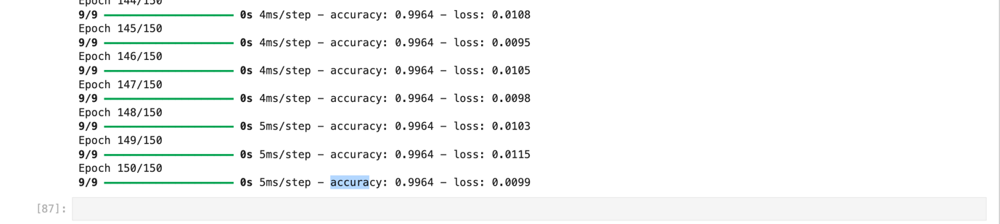 Epoch 144/150
9/9 0s 4ms/step - accuracy: 0.9964 - loss: 0.0108
Epoch 145/150
9/9 0s 4ms/step - accuracy: 0.9964 - loss: 0.0095
Epoch 146/150
9/9 0s 4ms/step - accuracy: 0.9964 - loss: 0.0105
Epoch 147/150
9/9 0s 4ms/step - accuracy: 0.9964 - loss: 0.0098
Epoch 148/150
9/9 0s 5ms/step - accuracy: 0.9964 - loss: 0.0103
Epoch 149/150
9/9 0s 5ms/step - accuracy: 0.9964 - loss: 0.0115
Epoch 150/150
9/9 0s 5ms/step - accuracy: 0.9964 - loss: 0.0099
[87]: